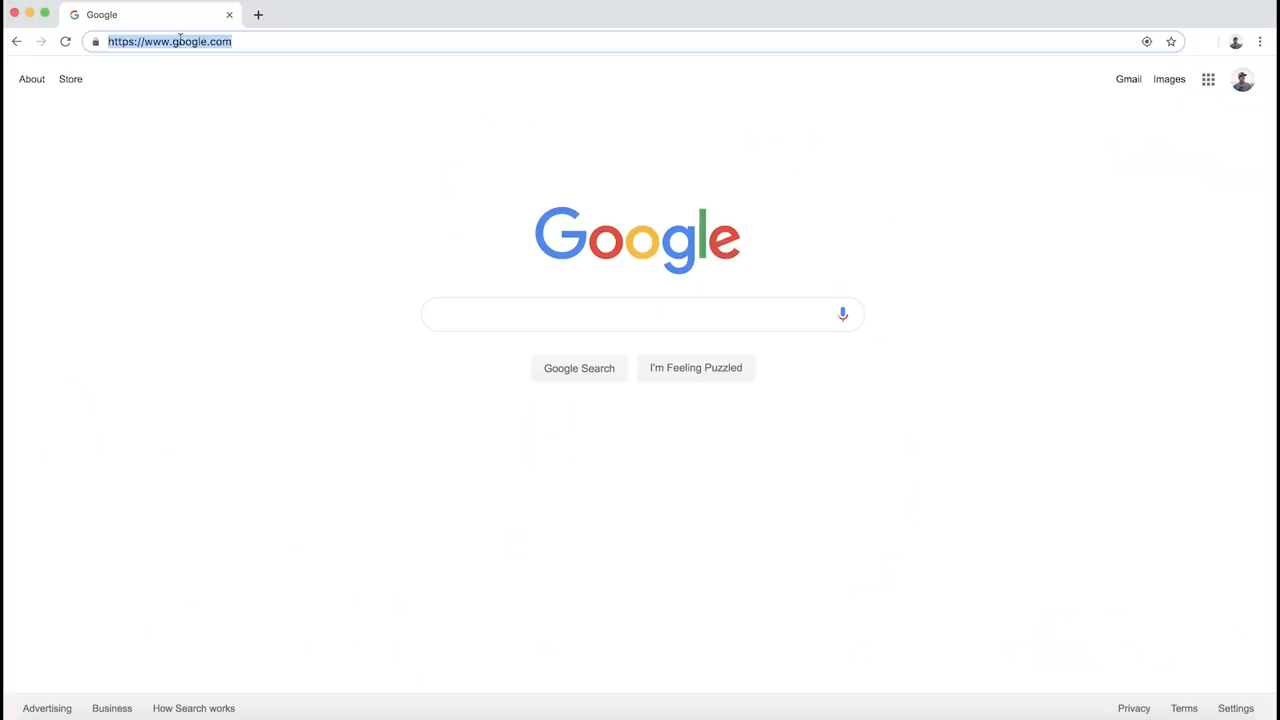 Google
https://www.google.com
About Store Gmail Images
Google
Google Search I'm Feeling Puzzled
Advertising Business How Search works Privacy Terms Settings